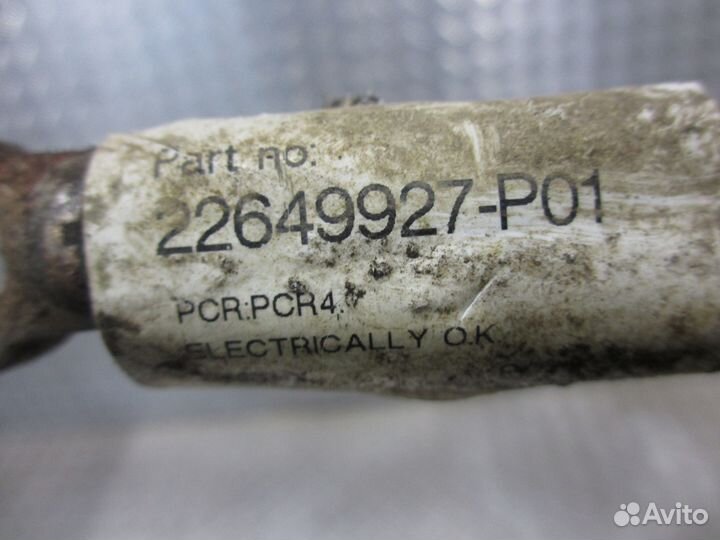 Part no:
22649927-P01
PCR:PCR4.
ELECTRICALLY O.K
Avito